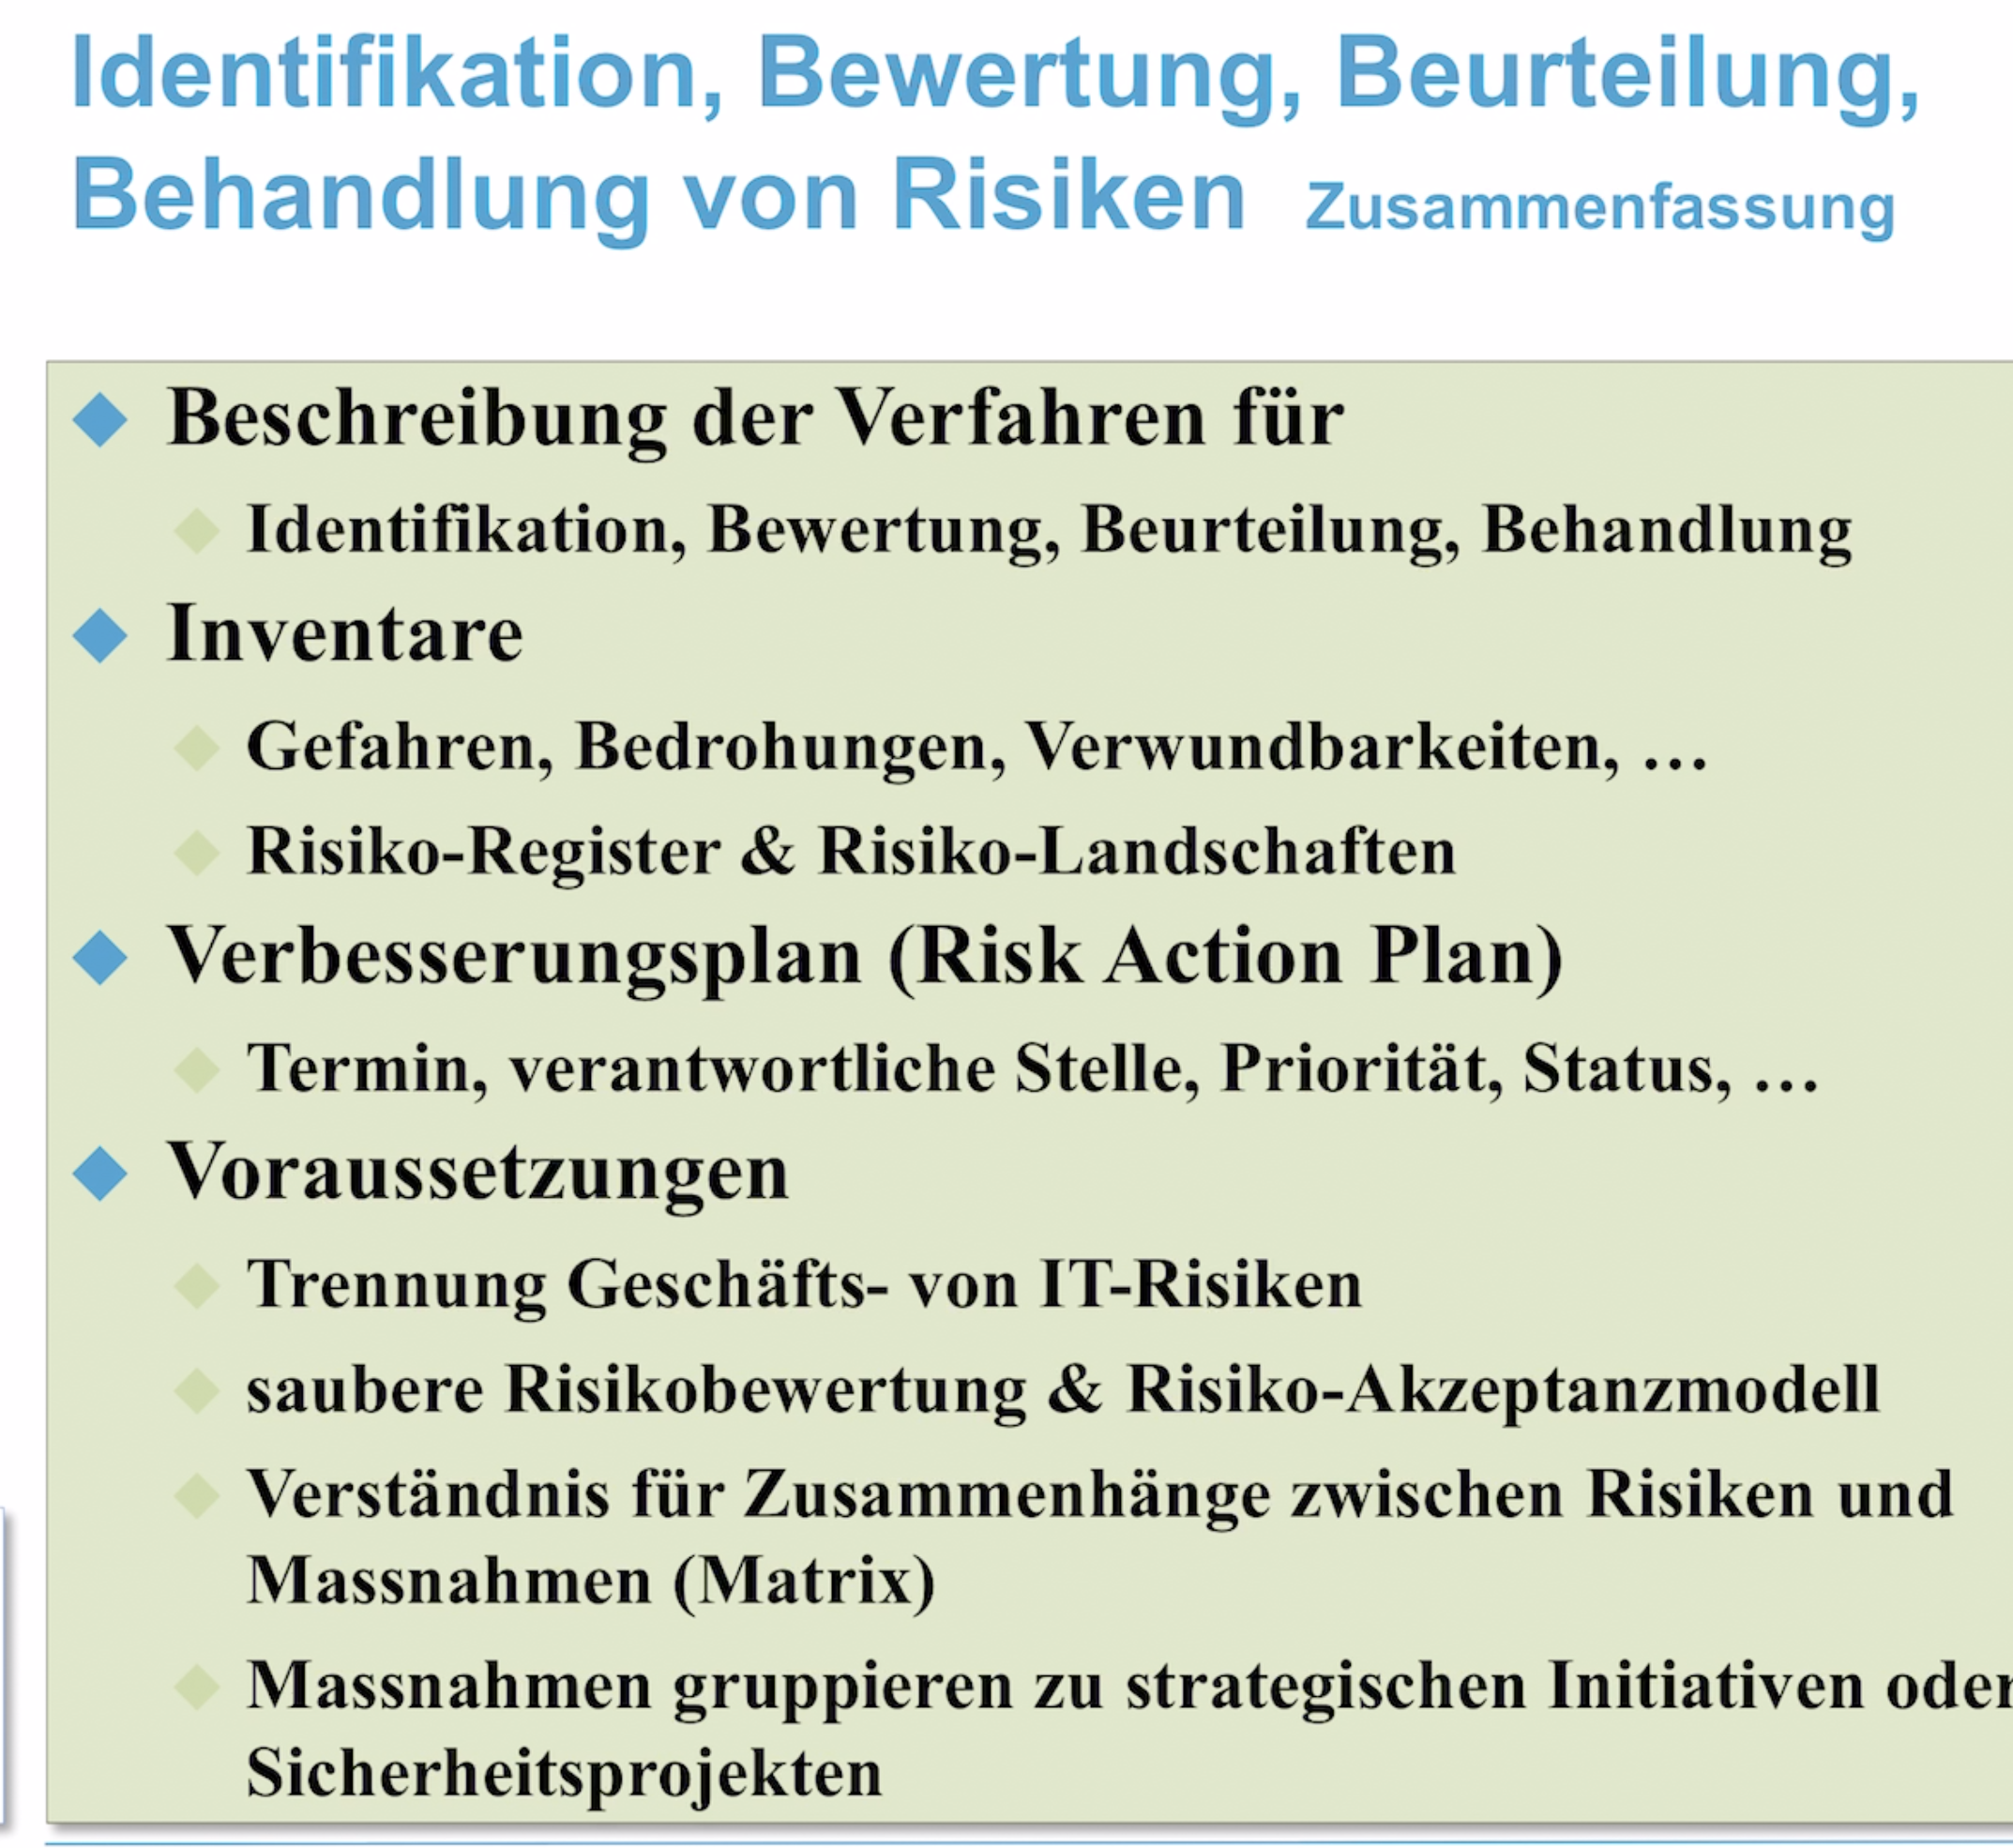 Identifikation, Bewertung, Beurteilung,
Behandlung von Risiken Zusammenfassung
Beschreibung der Verfahren für
Identifikation, Bewertung, Beurteilung, Behandlung
Inventare
Gefahren, Bedrohungen, Verwundbarkeiten, …
Risiko-Register & Risiko-Landschaften
Verbesserungsplan (Risk Action Plan)
Termin, verantwortliche Stelle, Priorität, Status, …
Voraussetzungen
Trennung Geschäfts- von IT-Risiken
saubere Risikobewertung & Risiko-Akzeptanzmodell
Verständnis für Zusammenhänge zwischen Risiken und
Massnahmen (Matrix)
Massnahmen gruppieren zu strategischen Initiativen oder
Sicherheitsprojekten